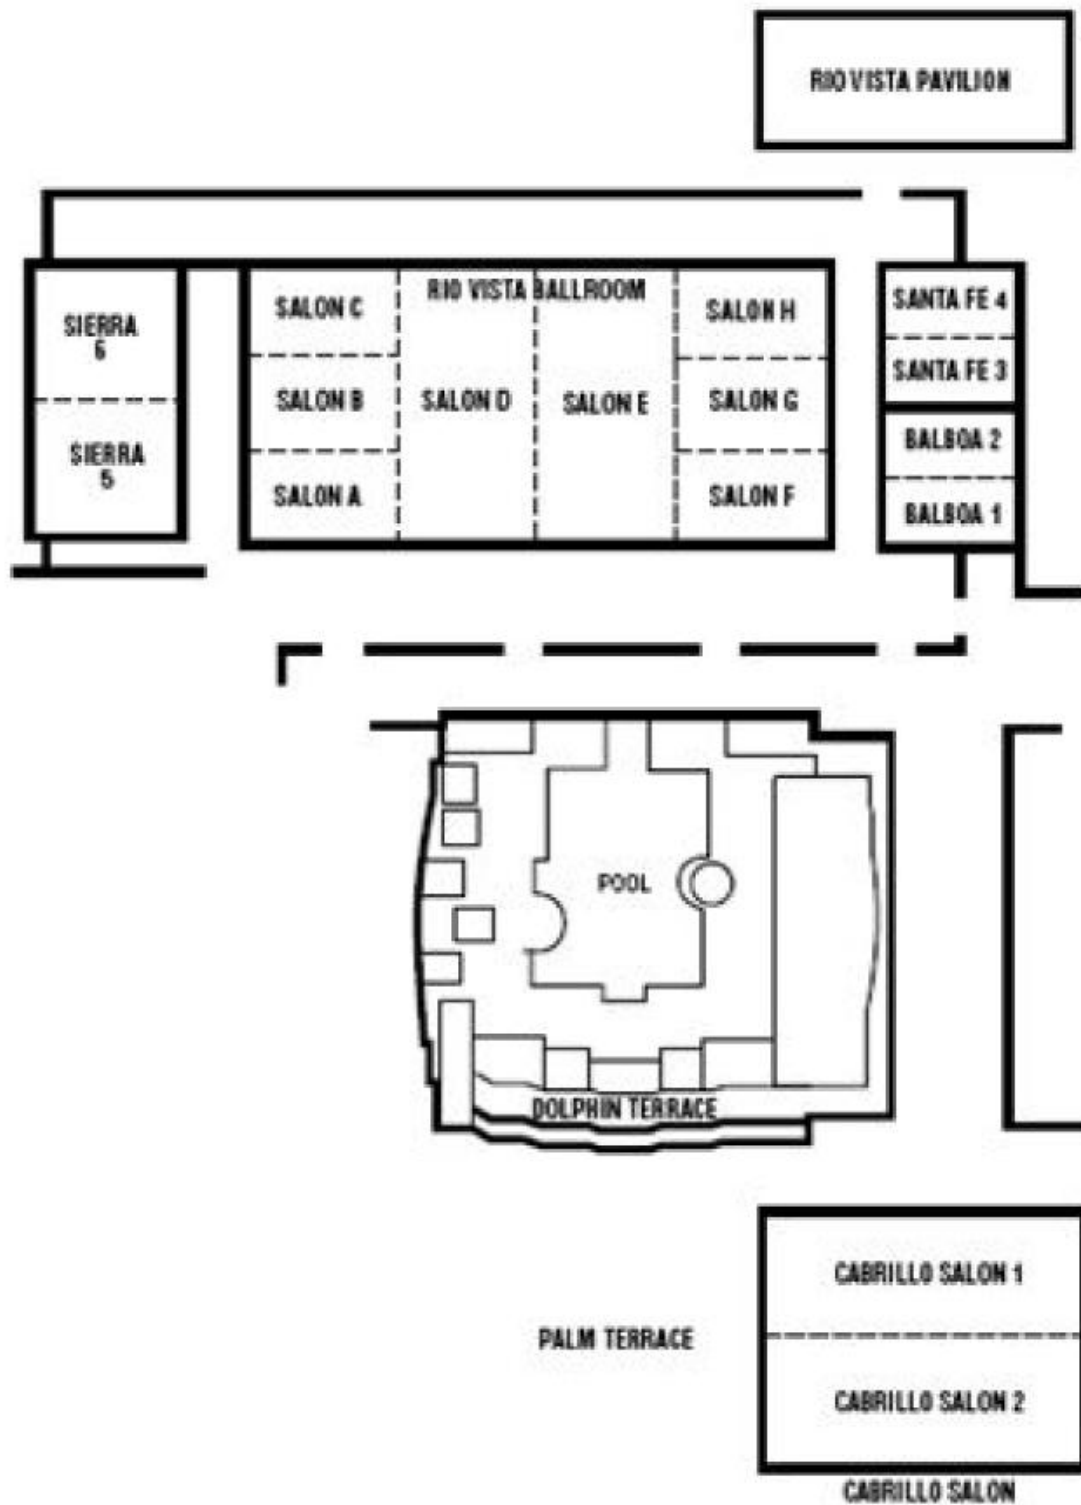 RIO VISTA PAVILION
RIO VISTA BALLROOM
SIERRA
6
SIERRA
5
SALON C
SALON B
SALON A
SALON D
SALON E
SALON H
SALON G
SALON F
SANTA FE 4
SANTA FE 3
BALBOA 2
BALBOA 1
POOL
DOLPHIN TERRACE
PALM TERRACE
CABRILLO SALON 1
CABRILLO SALON 2
CABRILLO SALON